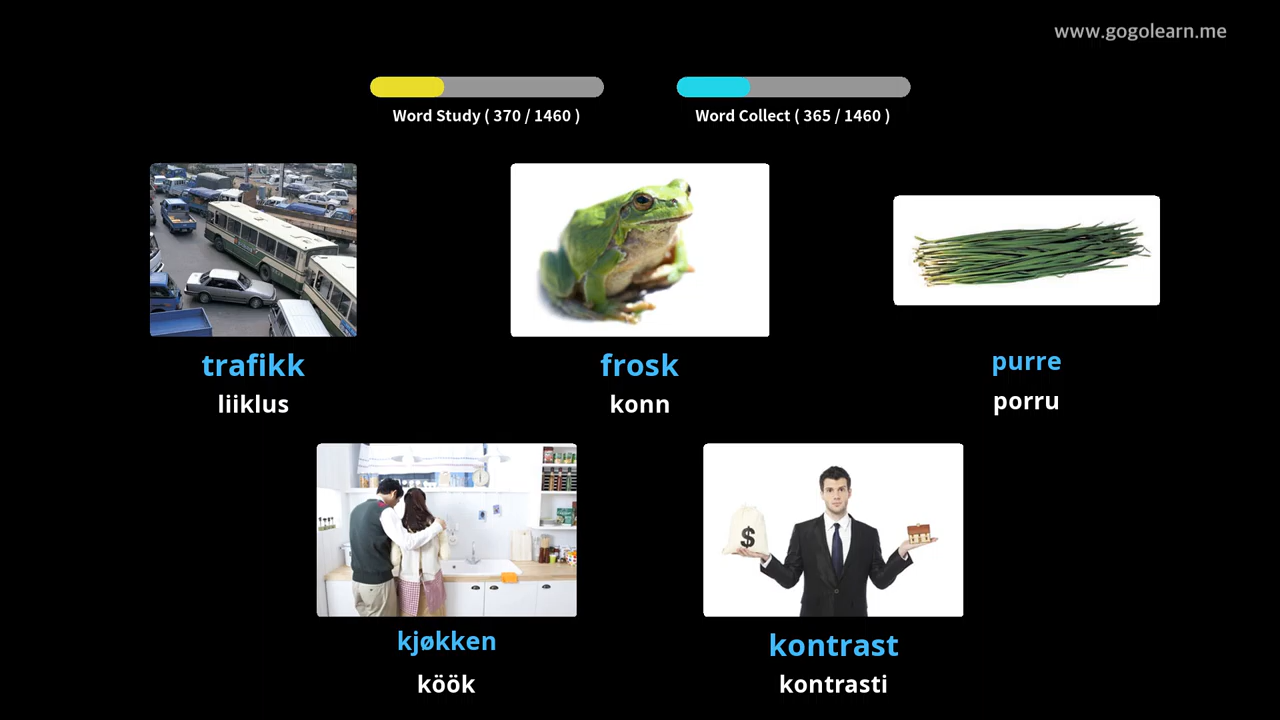 www.gogolearn.me
Word Study ( 370 / 1460 )
Word Collect ( 365 / 1460 )
trafikk
liiklus
frosk
konn
purre
porru
$
kjøkken
köök
kontrast
kontrasti